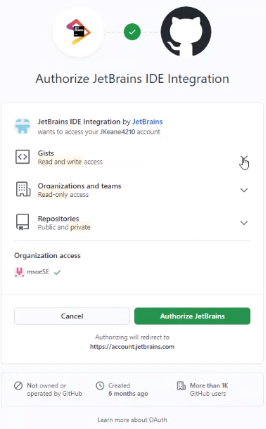 Authorize JetBrains IDE Integration
JetBrains IDE Integration by JetBrains
wants to access your JKeane4210 account
Gists
Read and write access
Organizations and teams
Read-only access
Repositories
Public and private
Organization access
msoeSE
Cancel
Authorize JetBrains
Authorizing will redirect to
https://account.jetbrains.com
Not owned or
operated by GitHub
Created
6 months ago
More than 1K
GitHub users
Learn more about OAuth